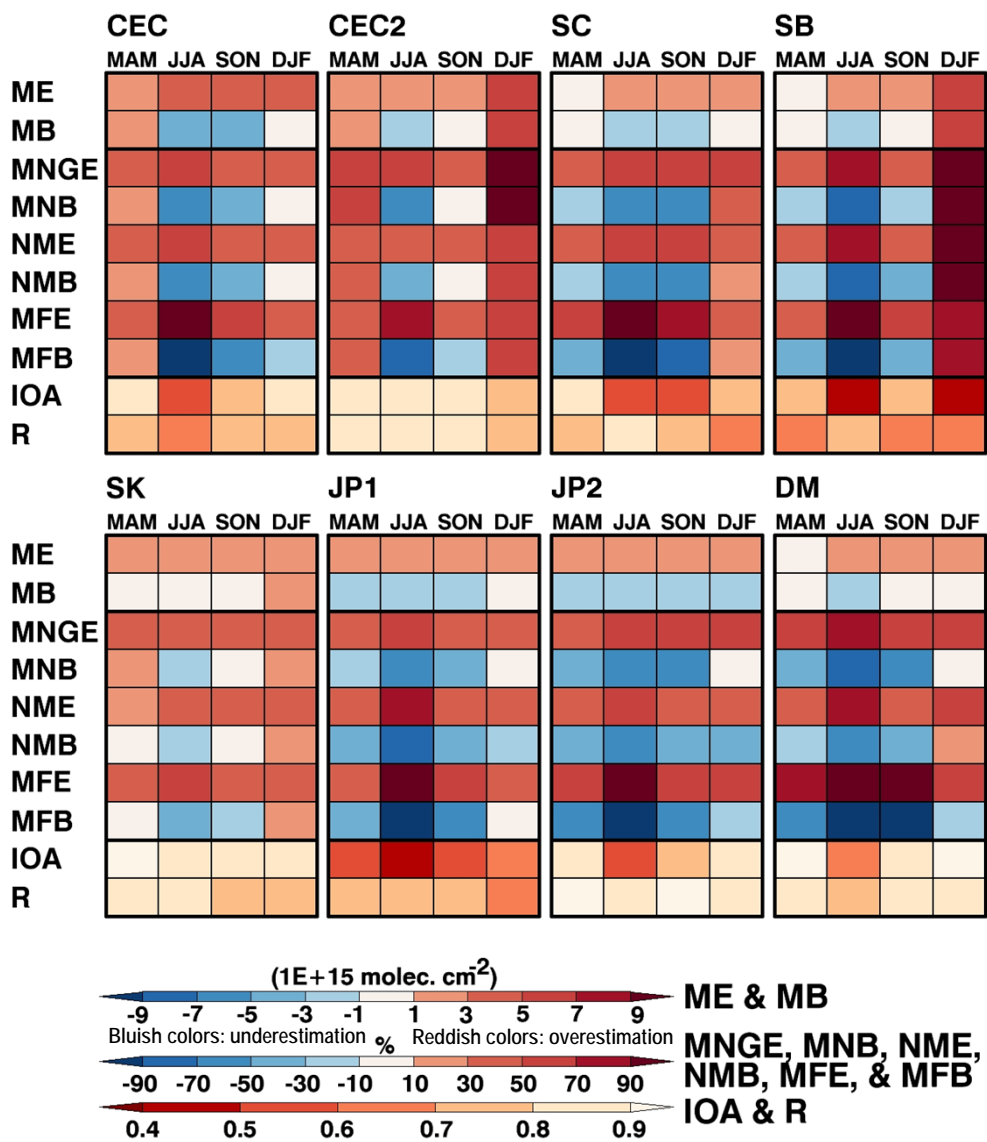 CEC CEC2 SC SB
MAM JJA SON DJF MAM JJA SON DJF MAM JJA SON DJF MAM JJA SON DJF
ME
MB
MNGE
MNB
NME
NMB
MFE
MFB
IOA
R
SK JP1 JP2 DM
MAM JJA SON DJF MAM JJA SON DJF MAM JJA SON DJF MAM JJA SON DJF
ME
MB
MNGE
MNB
NME
NMB
MFE
MFB
IOA
R
(1E+15 molec. cm-2)
ME & MB
-9 -7 -5 -3 -1 1 3 5 7 9
Bluish colors: underestimation % Reddish colors: overestimation
MNGE, MNB, NME,
NMB, MFE, & MFB
-90 -70 -50 -30 -10 10 30 50 70 90
IOA & R
0.4 0.5 0.6 0.7 0.8 0.9